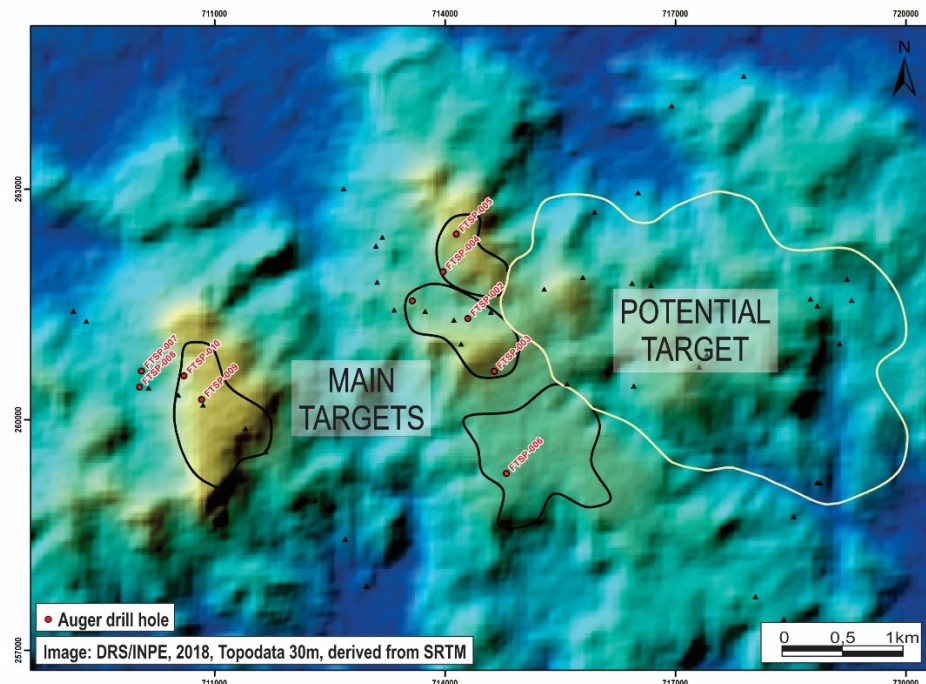 711000
714000
717000
720000
N
263000
FTSP-005
FTSP-004
FTSP-002
POTENTIAL
TARGET
FTSP-007
FTSP-008
FTSP-010
FTSP-009
FTSP-003
MAIN
TARGETS
260000
FTSP-006
Auger drill hole
Image: DRS/INPE, 2018, Topodata 30m, derived from SRTM
0 0,5 1km
257000
711000
714000
717000
720000